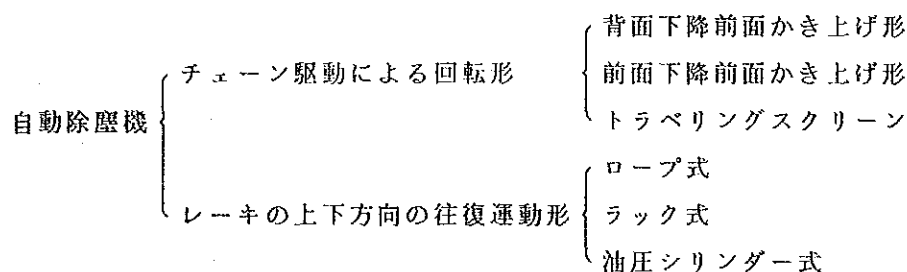 自動除塵機
チェーン駆動による回転形
背面下降前面かき上げ形
前面下降前面かき上げ形
トラベリングスクリーン
レーキの上下方向の往復運動形
ロープ式
ラック式
油圧シリンダー式